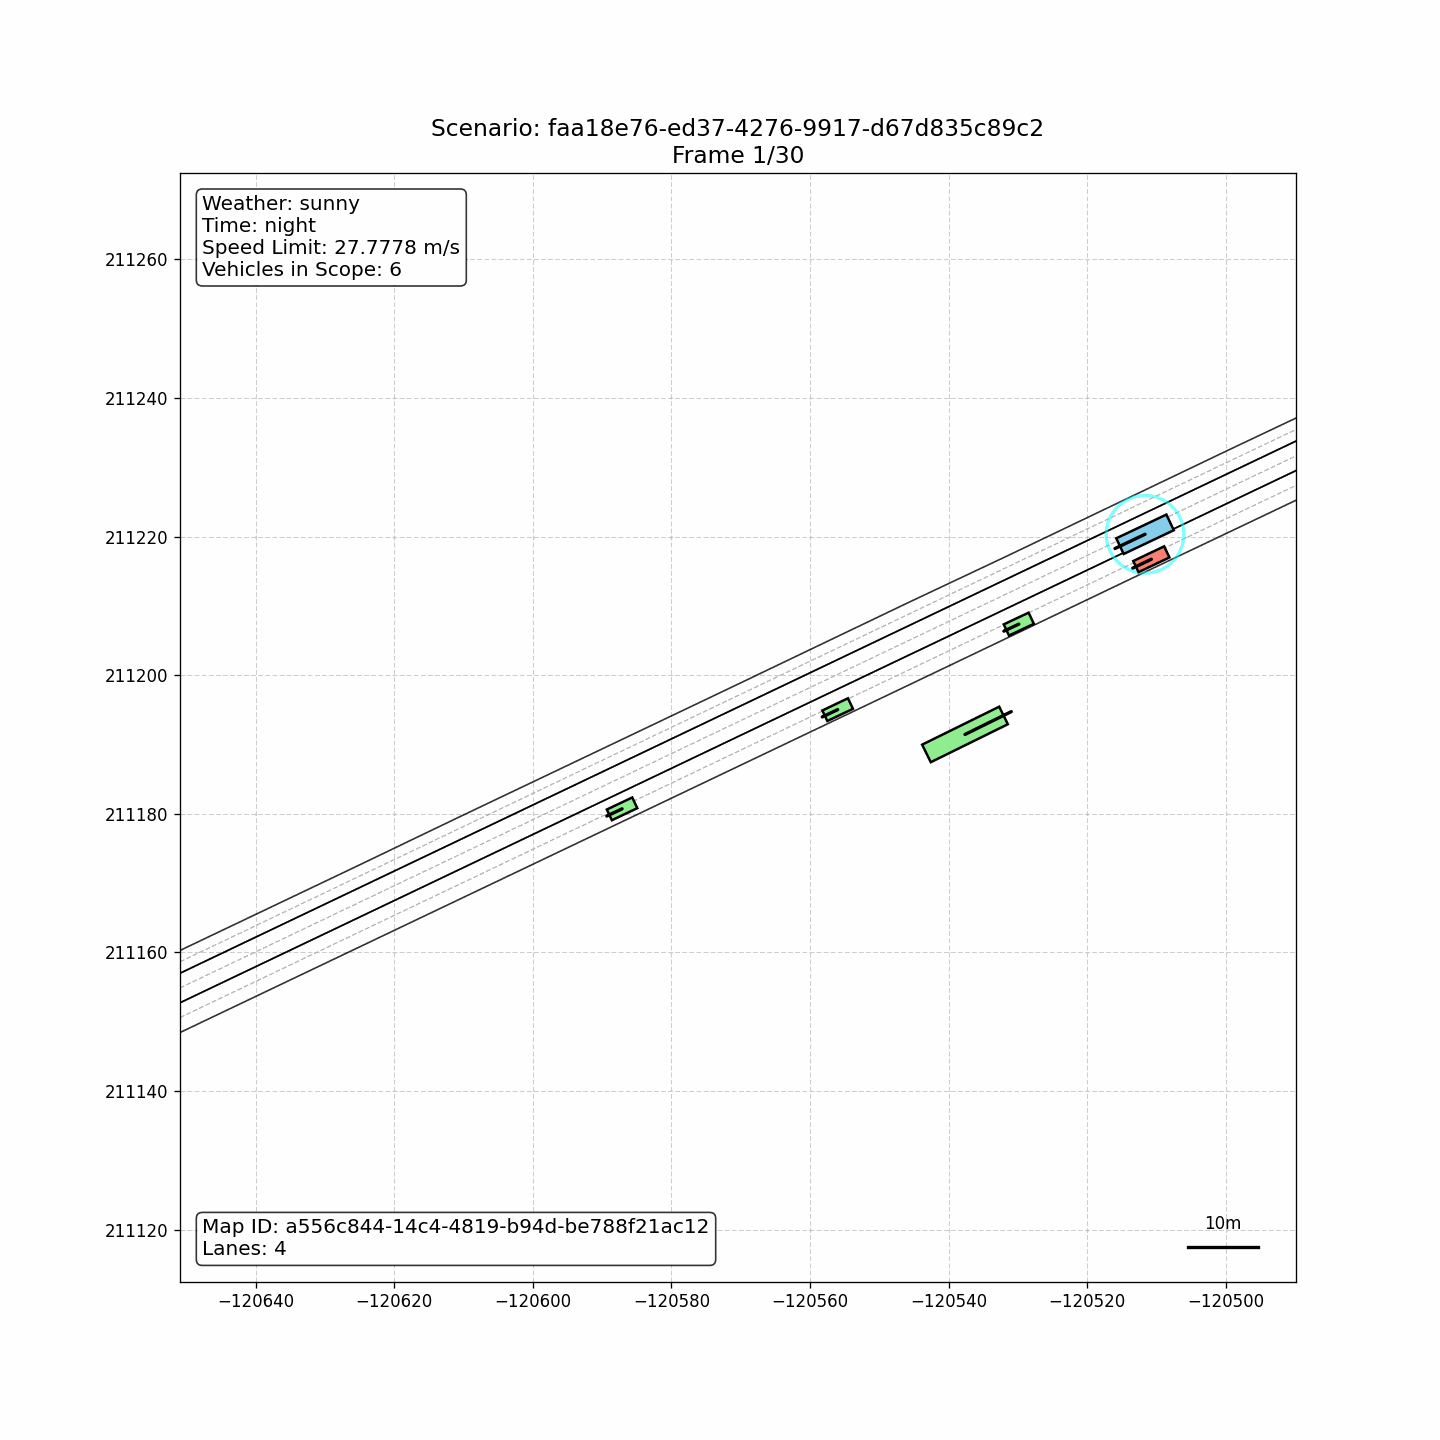 Scenario: faa18e76-ed37-4276-9917-d67d835c89c2
Frame 1/30
Weather: sunny
Time: night
Speed Limit: 27.7778 m/s
Vehicles in Scope: 6
211260
211240
211220
211200
211180
211160
211140
211120
Map ID: a556c844-14c4-4819-b94d-be788f21ac12
Lanes: 4
10m
−120640 −120620 −120600 −120580 −120560 −120540 −120520 −120500